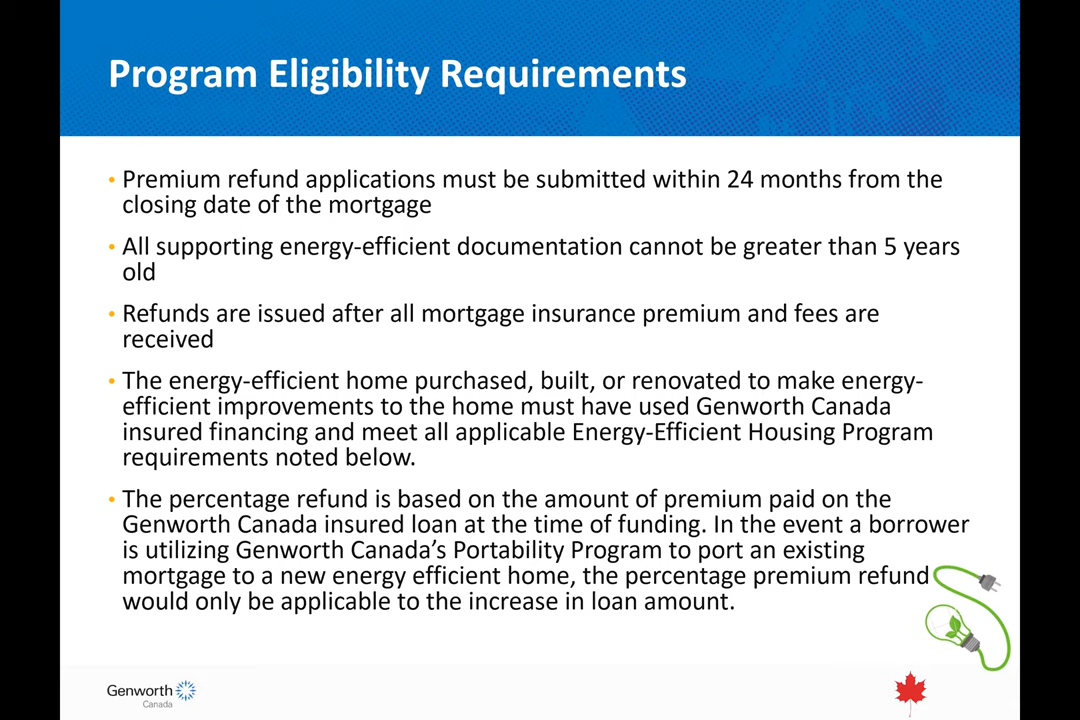 Program Eligibility Requirements
• Premium refund applications must be submitted within 24 months from the
closing date of the mortgage
• All supporting energy-efficient documentation cannot be greater than 5 years
old
• Refunds are issued after all mortgage insurance premium and fees are
received
• The energy-efficient home purchased, built, or renovated to make energy-
efficient improvements to the home must have used Genworth Canada
insured financing and meet all applicable Energy-Efficient Housing Program
requirements noted below.
• The percentage refund is based on the amount of premium paid on the
Genworth Canada insured loan at the time of funding. In the event a borrower
is utilizing Genworth Canada’s Portability Program to port an existing
mortgage to a new energy efficient home, the percentage premium refund
would only be applicable to the increase in loan amount.
Genworth
Canada